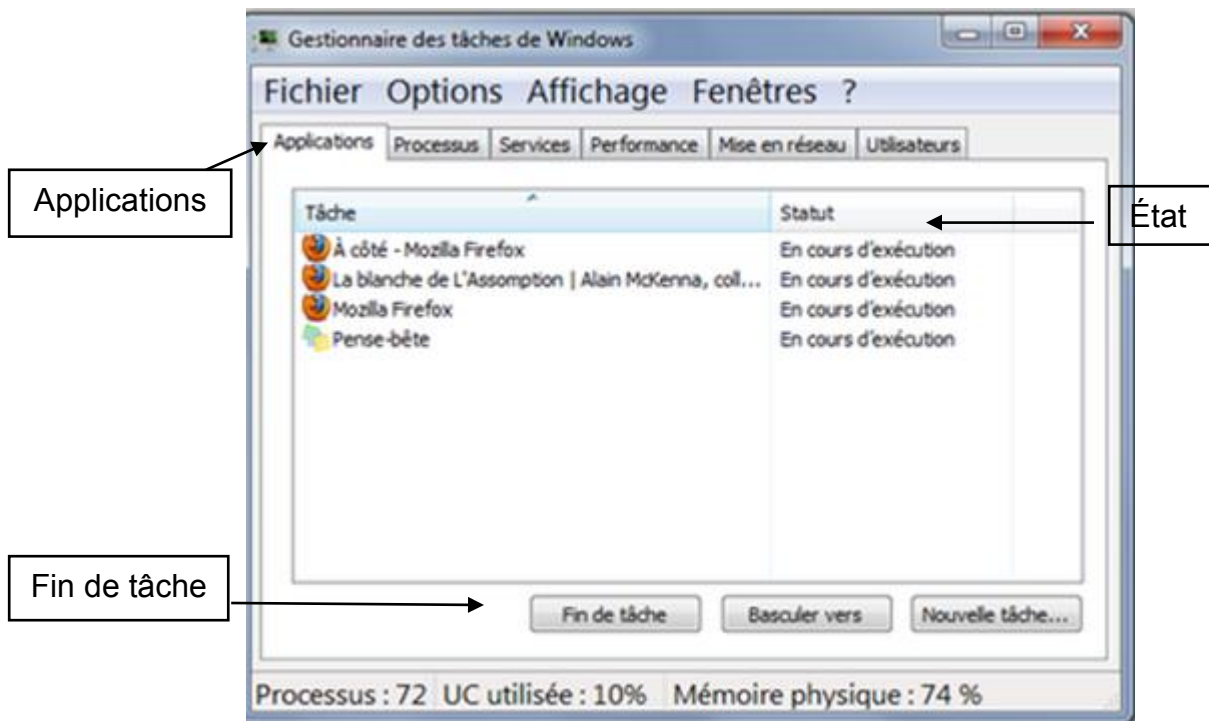 Gestionnaire des tâches de Windows
Fichier Options Affichage Fenêtres ?
Applications Processus Services Performance Mise en réseau Utilisateurs
Applications
État
Tâche Statut
À côté - Mozilla Firefox En cours d'exécution
La blanche de L'Assomption | Alain McKenna, coll... En cours d'exécution
Mozilla Firefox En cours d'exécution
Pense-bête En cours d'exécution
Fin de tâche
Fin de tâche Basculer vers Nouvelle tâche...
Processus : 72 UC utilisée : 10% Mémoire physique : 74 %